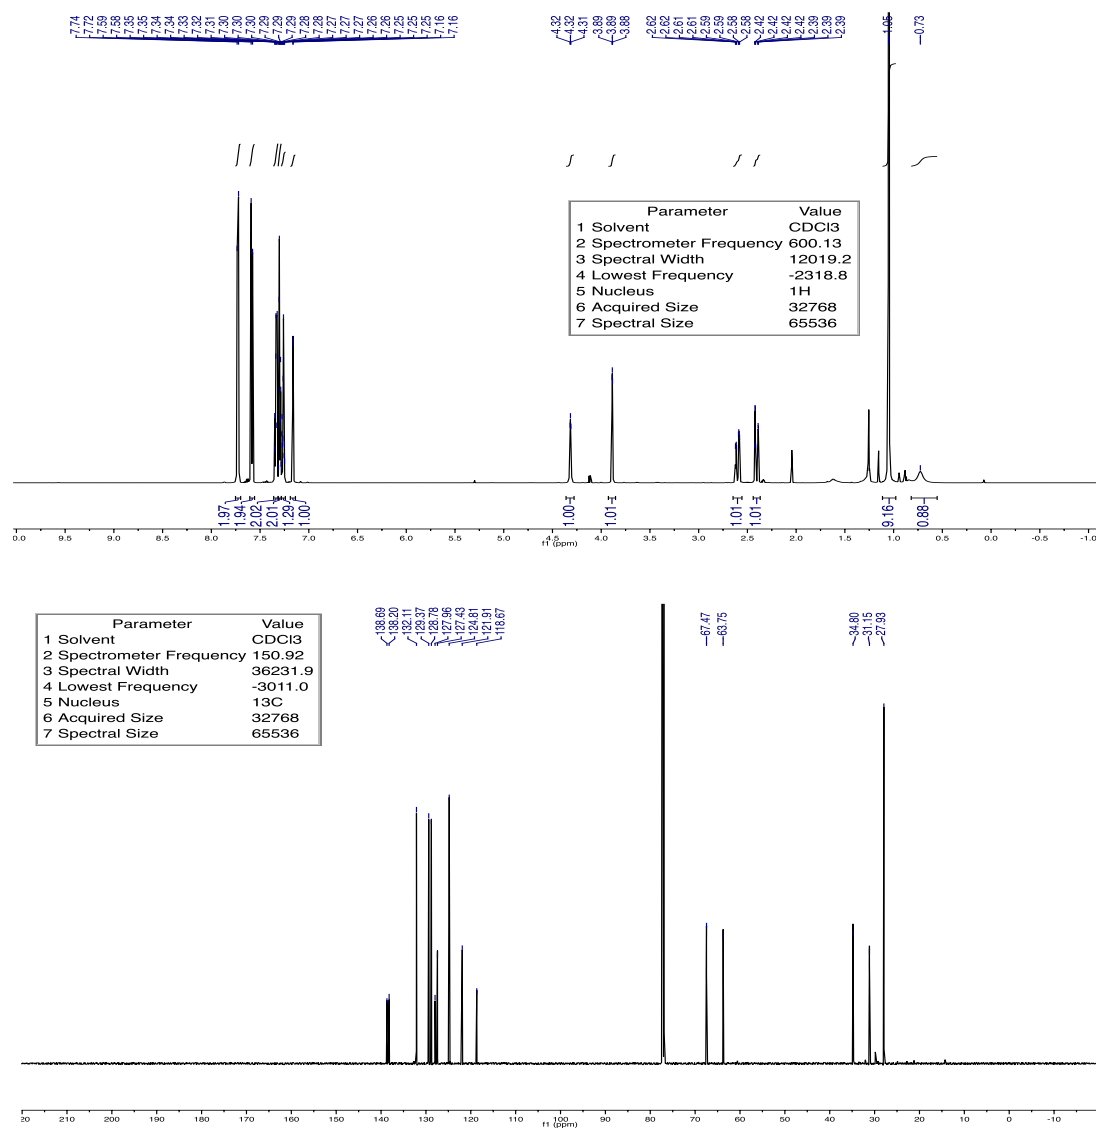 7.74 7.72 7.59 7.58 7.35 7.35 7.34 7.34 7.33 7.32 7.31 7.30 7.30 7.30 7.29 7.29 7.29 7.28 7.28 7.27 7.27 7.27 7.26 7.26 7.25 7.25 7.25 7.16 7.16
4.32 4.32 4.31 3.89 3.89 3.88
2.62 2.62 2.61 2.61 2.59 2.59 2.58 2.58 2.42 2.42 2.42 2.42 2.39 2.39 2.39
1.05
0.73
Parameter Value
1 Solvent CDCl3
2 Spectrometer Frequency 600.13
3 Spectral Width 12019.2
4 Lowest Frequency -2318.8
5 Nucleus 1H
6 Acquired Size 32768
7 Spectral Size 65536
1.97 1.94 2.02 2.01 1.29 1.00 1.00 1.01 1.01 1.01 9.16 0.88
0.0 9.5 9.0 8.5 8.0 7.5 7.0 6.5 6.0 5.5 5.0 4.5 4.0 3.5 3.0 2.5 2.0 1.5 1.0 0.5 0.0 -0.5 -1.0
f1 (ppm)
138.69 138.20 132.11 129.37 128.78 127.96 127.43 124.81 121.91 118.67
67.47 63.75
34.80 31.15 27.93
Parameter Value
1 Solvent CDCl3
2 Spectrometer Frequency 150.92
3 Spectral Width 36231.9
4 Lowest Frequency -3011.0
5 Nucleus 13C
6 Acquired Size 32768
7 Spectral Size 65536
20 210 200 190 180 170 160 150 140 130 120 110 100 90 80 70 60 50 40 30 20 10 0 -10
f1 (ppm)